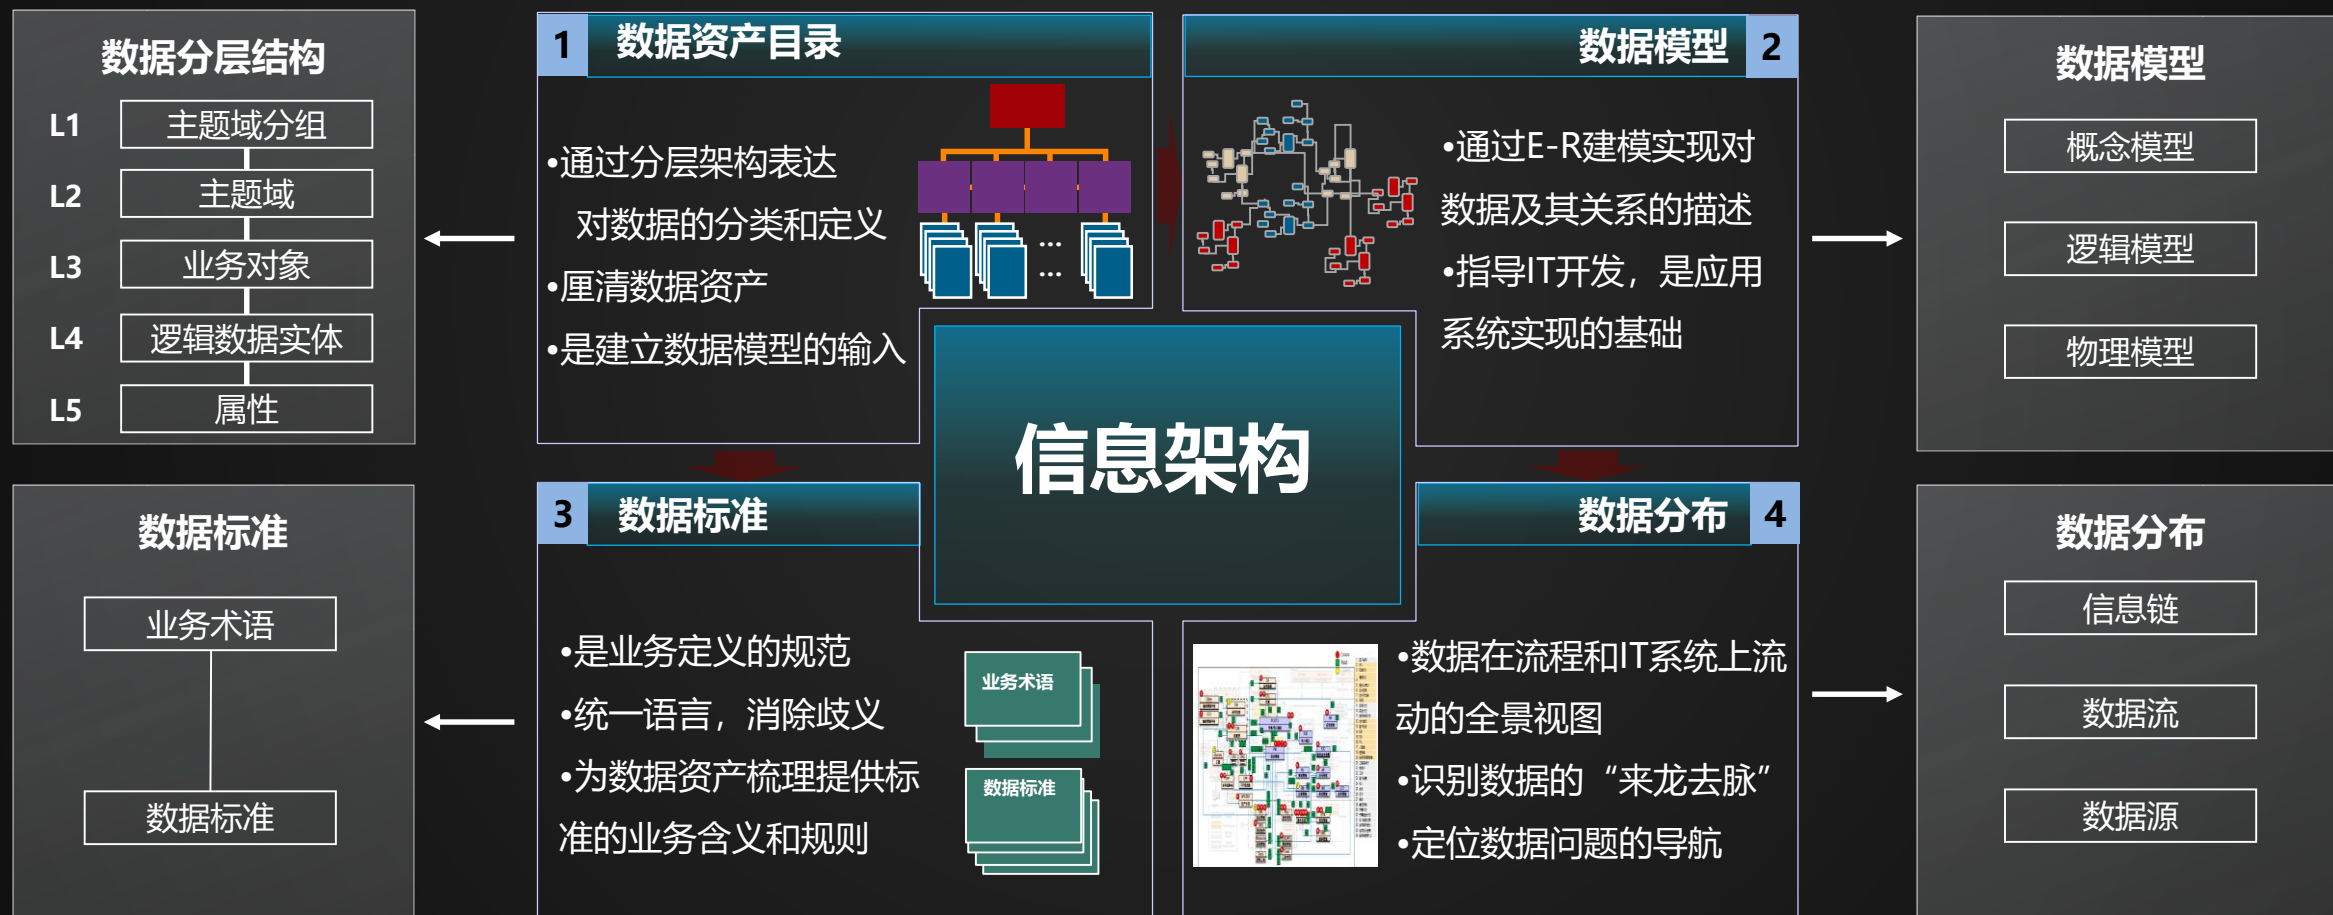 数据分层结构
L1 主题域分组
L2 主题域
L3 业务对象
L4 逻辑数据实体
L5 属性
1 数据资产目录
•通过分层架构表达
对数据的分类和定义
•厘清数据资产
•是建立数据模型的输入
...
...
数据模型 2
•通过E-R建模实现对
数据及其关系的描述
•指导IT开发，是应用
系统实现的基础
数据模型
概念模型
逻辑模型
物理模型
信息架构
数据标准
业务术语
数据标准
3 数据标准
•是业务定义的规范
•统一语言，消除歧义
•为数据资产梳理提供标
准的业务含义和规则
业务术语
数据标准
数据分布 4
•数据在流程和IT系统上流
动的全景视图
•识别数据的“来龙去脉”
•定位数据问题的导航
数据分布
信息链
数据流
数据源